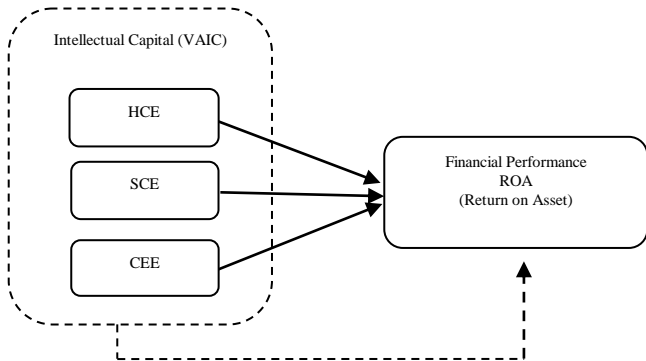 Intellectual Capital (VAIC)
HCE
SCE
CEE
Financial Performance
ROA
(Return on Asset)